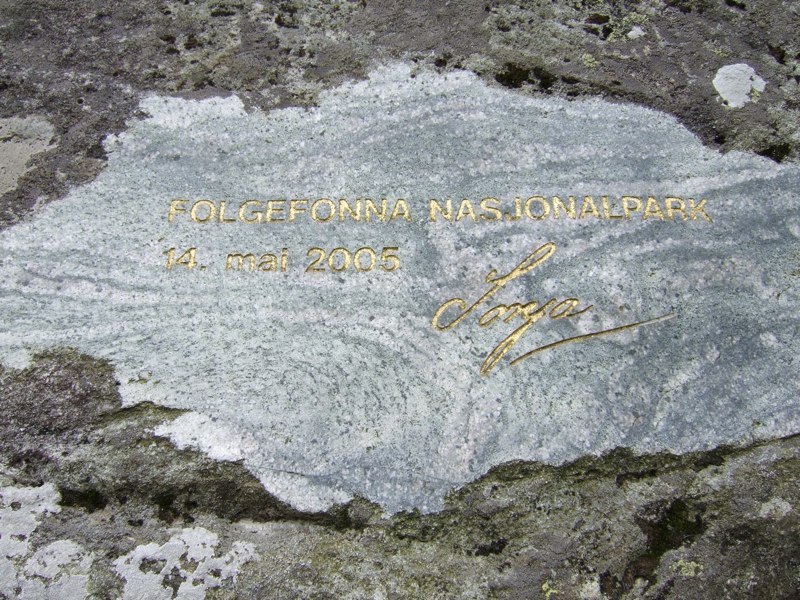 FOLGEFONNA NASJONALPARK
14. mai 2005
Sonja